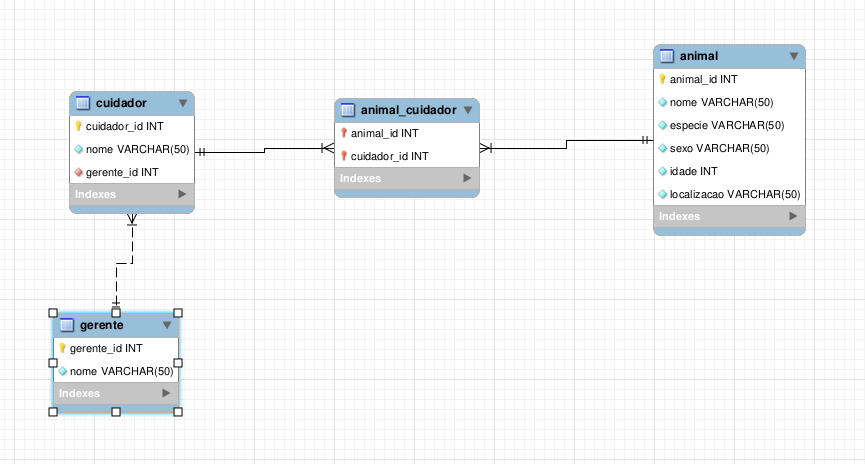 cuidador
cuidador_id INT
nome VARCHAR(50)
gerente_id INT
Indexes
animal_cuidador
animal_id INT
cuidador_id INT
Indexes
animal
animal_id INT
nome VARCHAR(50)
especie VARCHAR(50)
sexo VARCHAR(50)
idade INT
localizacao VARCHAR(50)
Indexes
gerente
gerente_id INT
nome VARCHAR(50)
Indexes